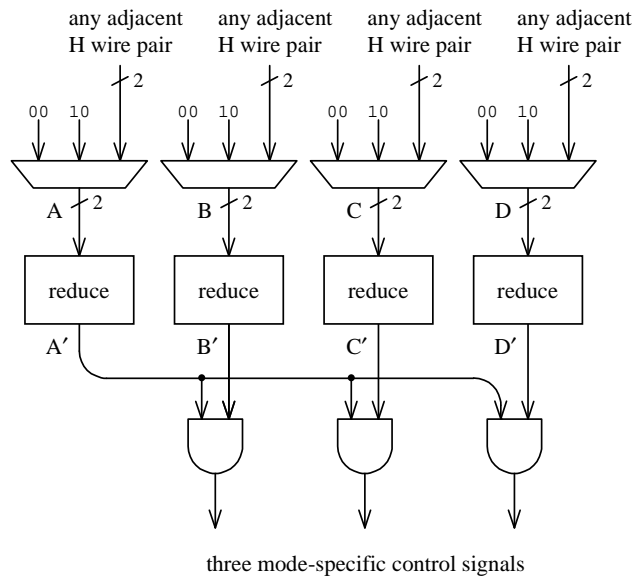 any adjacent any adjacent any adjacent any adjacent
H wire pair H wire pair H wire pair H wire pair
2 2 2 2
00 10 00 10 00 10 00 10
A 2 B 2 C 2 D 2
reduce reduce reduce reduce
A′ B′ C′ D′
three mode-specific control signals